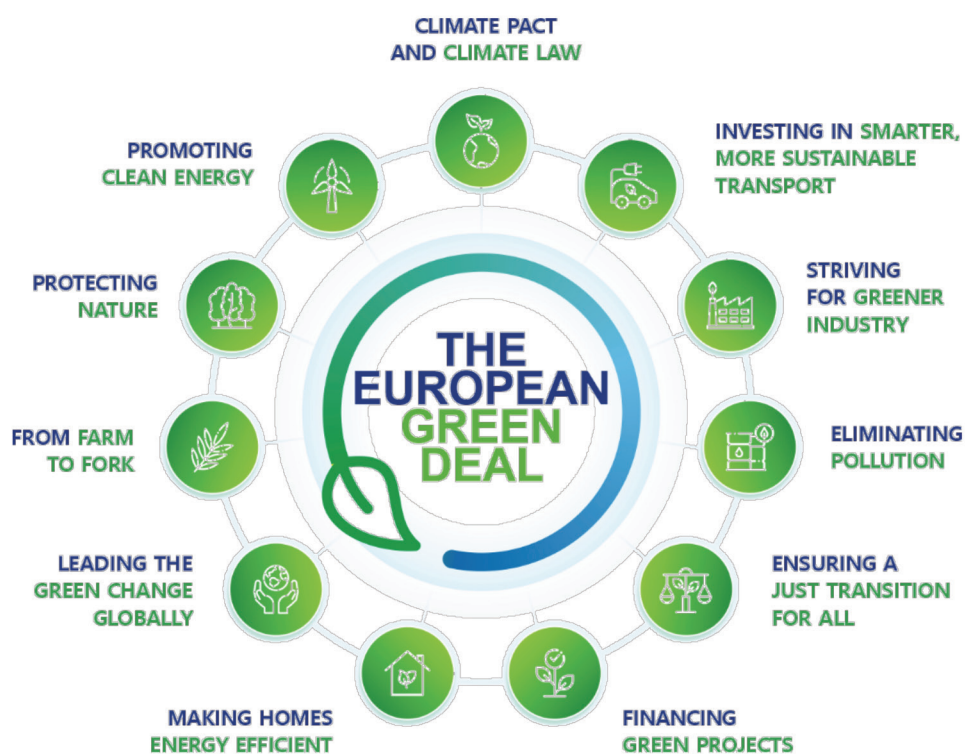 CLIMATE PACT
AND CLIMATE LAW
INVESTING IN SMARTER,
MORE SUSTAINABLE
TRANSPORT
STRIVING
FOR GREENER
INDUSTRY
ELIMINATING
POLLUTION
ENSURING A
JUST TRANSITION
FOR ALL
FINANCING
GREEN PROJECTS
MAKING HOMES
ENERGY EFFICIENT
LEADING THE
GREEN CHANGE
GLOBALLY
FROM FARM
TO FORK
PROTECTING
NATURE
PROMOTING
CLEAN ENERGY
THE
EUROPEAN
GREEN
DEAL